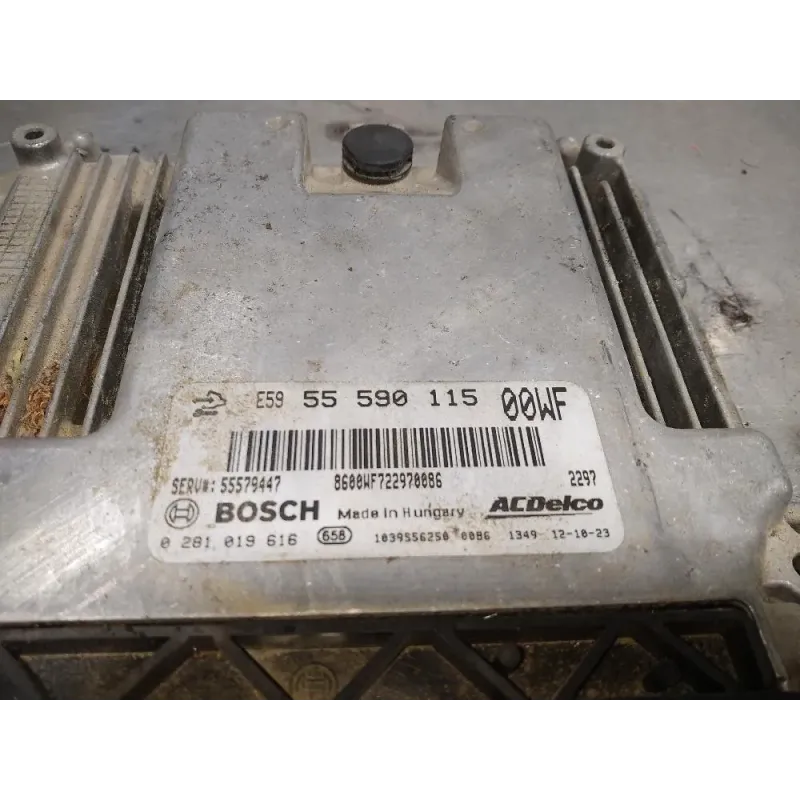 E59 55 590 115 00WF
SERV#: 55579447 8600WF722970086 2297
BOSCH Made in Hungary ACDelco
0 281 019 616 658 1039S56250 0086 1349 12-10-23